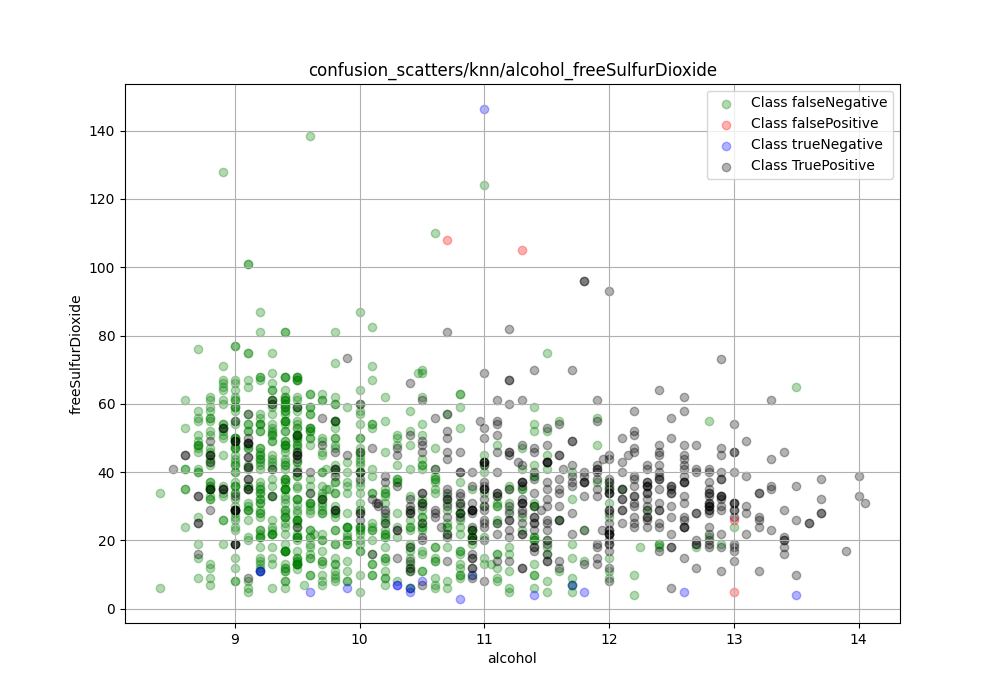 confusion_scatters/knn/alcohol_freeSulfurDioxide
Class falseNegative
Class falsePositive
Class trueNegative
Class TruePositive
140
120
100
80
60
40
20
0
freeSulfurDioxide
9 10 11 12 13 14
alcohol